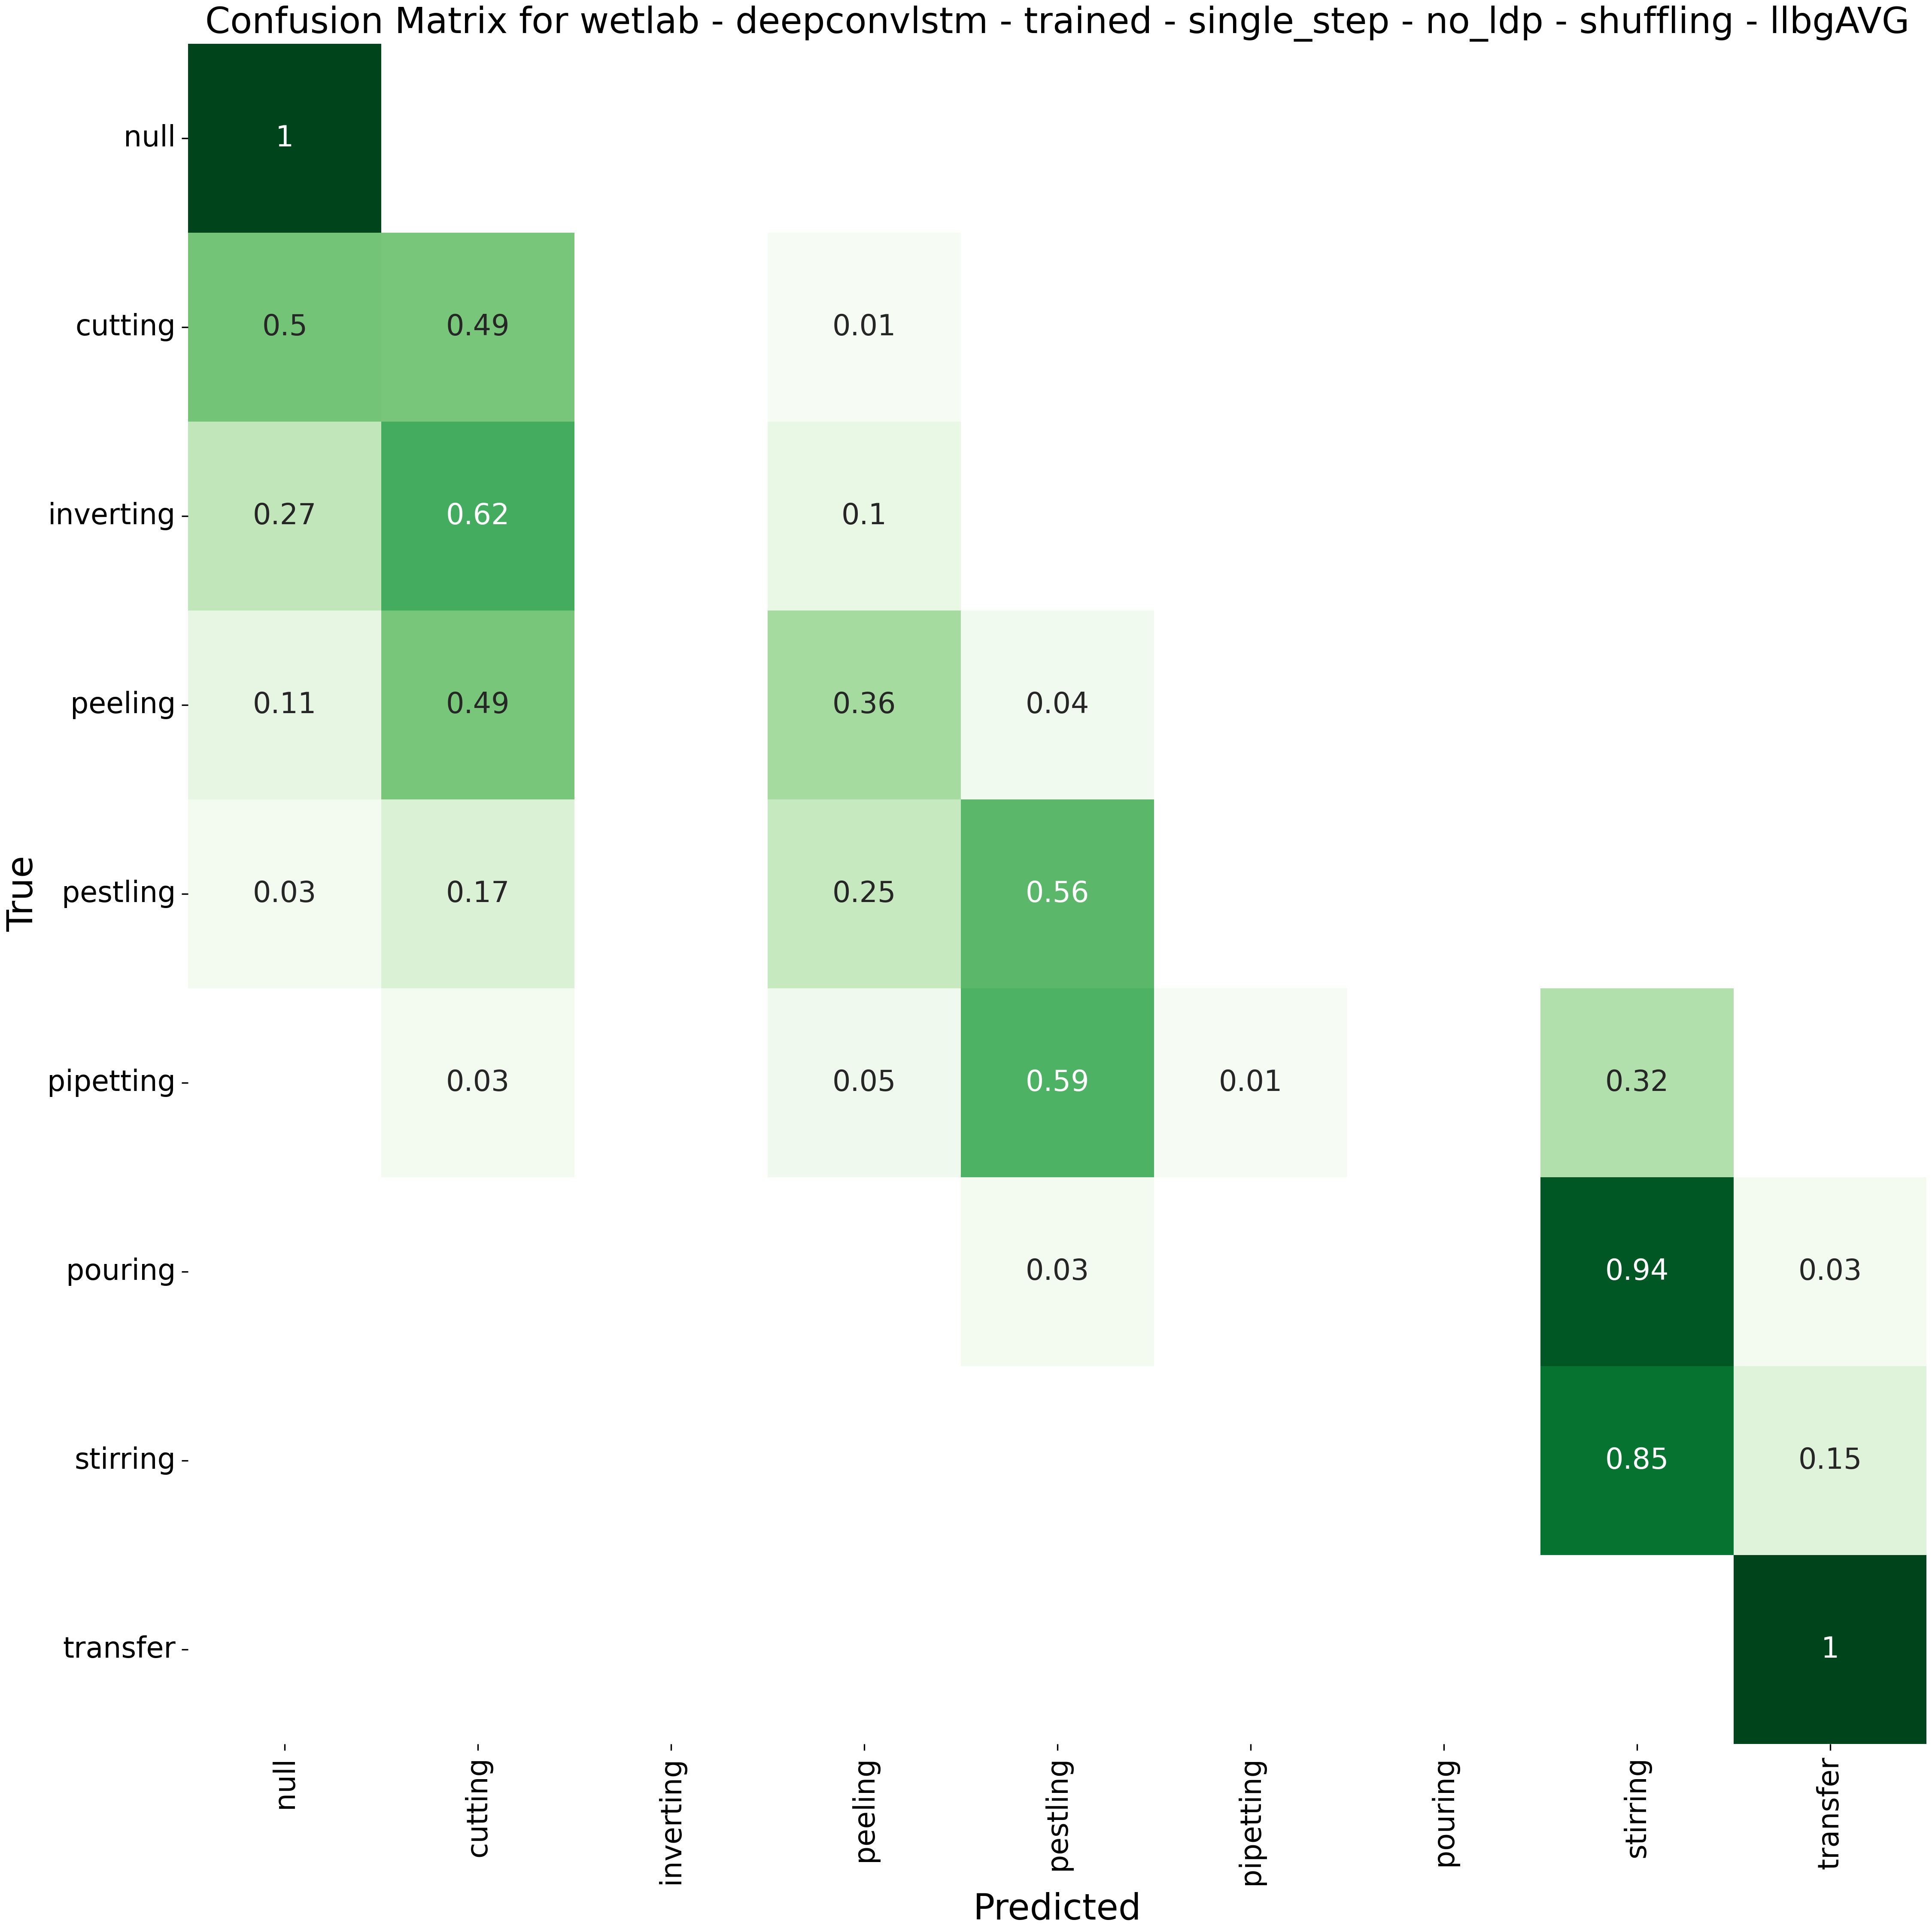 Confusion Matrix for wetlab - deepconvlstm - trained - single_step - no_ldp - shuffling - llbgAVG
null 1
cutting 0.5 0.49 0.01
inverting 0.27 0.62 0.1
peeling 0.11 0.49 0.36 0.04
pestling 0.03 0.17 0.25 0.56
pipetting 0.03 0.05 0.59 0.01 0.32
pouring 0.03 0.94 0.03
stirring 0.85 0.15
transfer 1
True
null cutting inverting peeling pestling pipetting pouring stirring transfer
Predicted